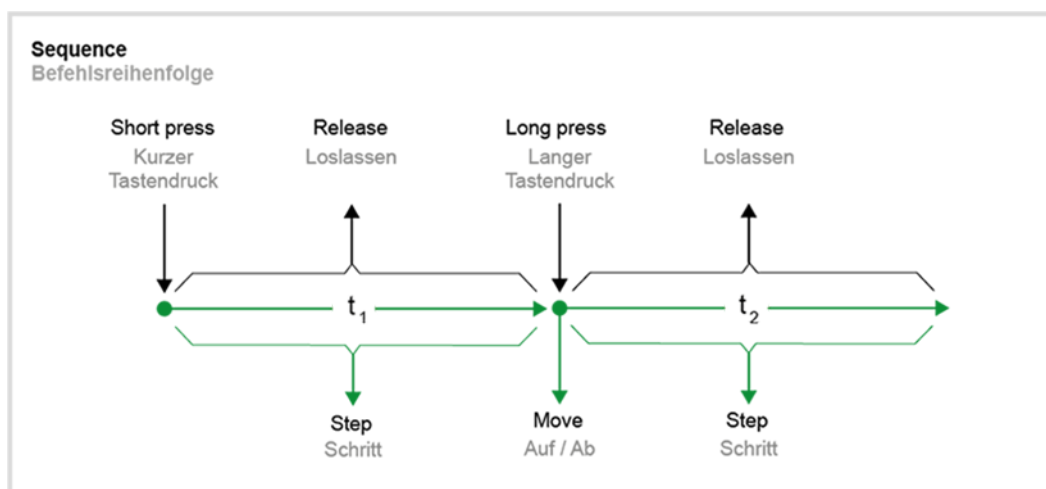 Sequence
Befehlsreihenfolge
Short press
Kurzer
Tastendruck
Release
Loslassen
Long press
Langer
Tastendruck
Release
Loslassen
t1
t2
Step
Schritt
Move
Auf / Ab
Step
Schritt